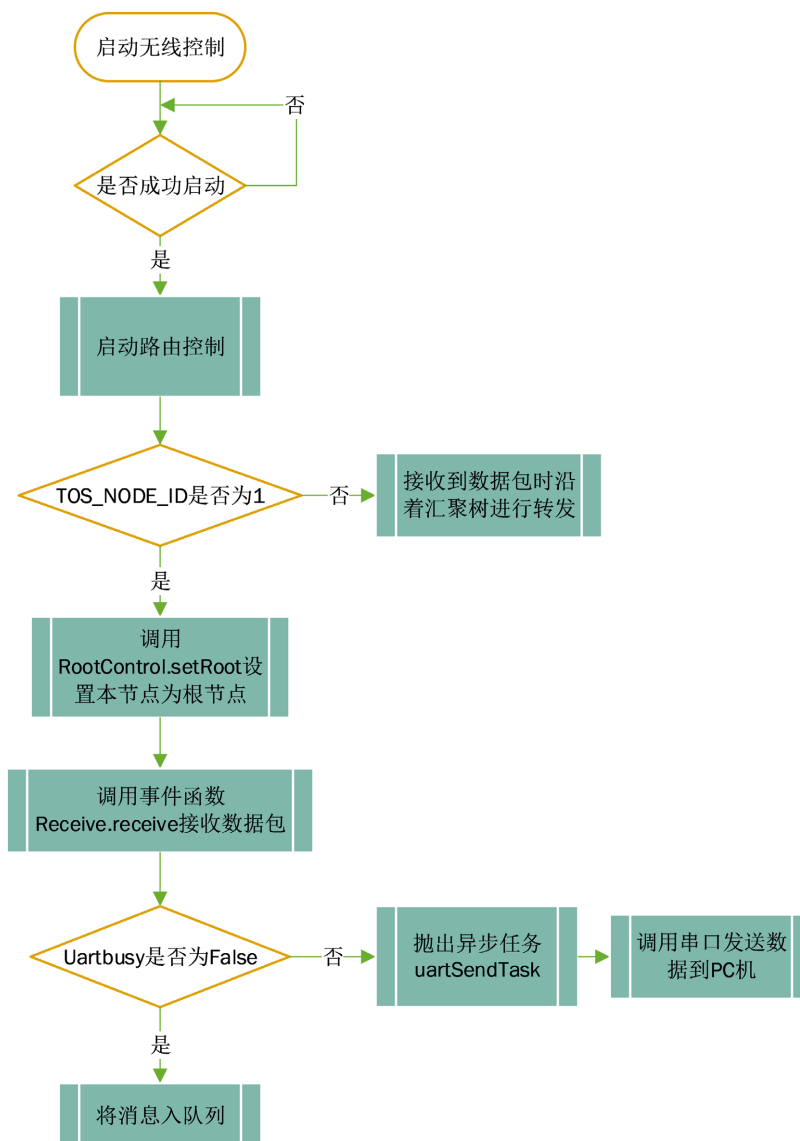 启动无线控制
否
是否成功启动
是
启动路由控制
TOS_NODE_ID是否为1
否
接收到数据包时沿
着汇聚树进行转发
是
调用
RootControl.setRoot设
置本节点为根节点
调用事件函数
Receive.receive接收数据包
Uartbusy是否为False
否
抛出异步任务
uartSendTask
调用串口发送数
据到PC机
是
将消息入队列